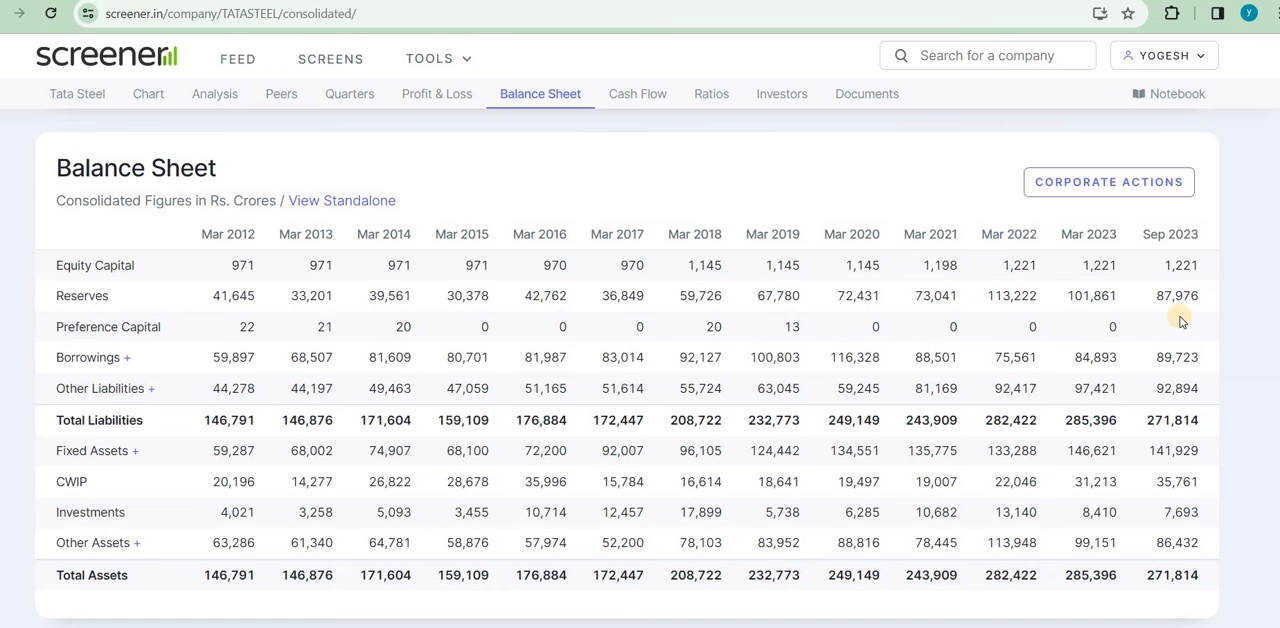 screener.in/company/TATASTEEL/consolidated/ y
screener FEED SCREENS TOOLS Search for a company YOGESH
Tata Steel Chart Analysis Peers Quarters Profit & Loss Balance Sheet Cash Flow Ratios Investors Documents Notebook
Balance Sheet
CORPORATE ACTIONS
Consolidated Figures in Rs. Crores / View Standalone
Mar 2012 Mar 2013 Mar 2014 Mar 2015 Mar 2016 Mar 2017 Mar 2018 Mar 2019 Mar 2020 Mar 2021 Mar 2022 Mar 2023 Sep 2023
Equity Capital 971 971 971 971 970 970 1,145 1,145 1,145 1,198 1,221 1,221 1,221
Reserves 41,645 33,201 39,561 30,378 42,762 36,849 59,726 67,780 72,431 73,041 113,222 101,861 87,976
Preference Capital 22 21 20 0 0 0 20 13 0 0 0 0
Borrowings + 59,897 68,507 81,609 80,701 81,987 83,014 92,127 100,803 116,328 88,501 75,561 84,893 89,723
Other Liabilities + 44,278 44,197 49,463 47,059 51,165 51,614 55,724 63,045 59,245 81,169 92,417 97,421 92,894
Total Liabilities 146,791 146,876 171,604 159,109 176,884 172,447 208,722 232,773 249,149 243,909 282,422 285,396 271,814
Fixed Assets + 59,287 68,002 74,907 68,100 72,200 92,007 96,105 124,442 134,551 135,775 133,288 146,621 141,929
CWIP 20,196 14,277 26,822 28,678 35,996 15,784 16,614 18,641 19,497 19,007 22,046 31,213 35,761
Investments 4,021 3,258 5,093 3,455 10,714 12,457 17,899 5,738 6,285 10,682 13,140 8,410 7,693
Other Assets + 63,286 61,340 64,781 58,876 57,974 52,200 78,103 83,952 88,816 78,445 113,948 99,151 86,432
Total Assets 146,791 146,876 171,604 159,109 176,884 172,447 208,722 232,773 249,149 243,909 282,422 285,396 271,814